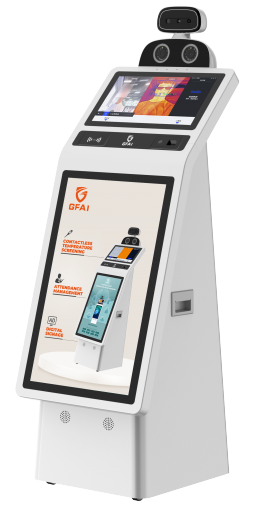 GFAI
GFAI
CONTACTLESS
TEMPERATURE
SCREENING
ATTENDANCE
MANAGEMENT
DIGITAL
SIGNAGE